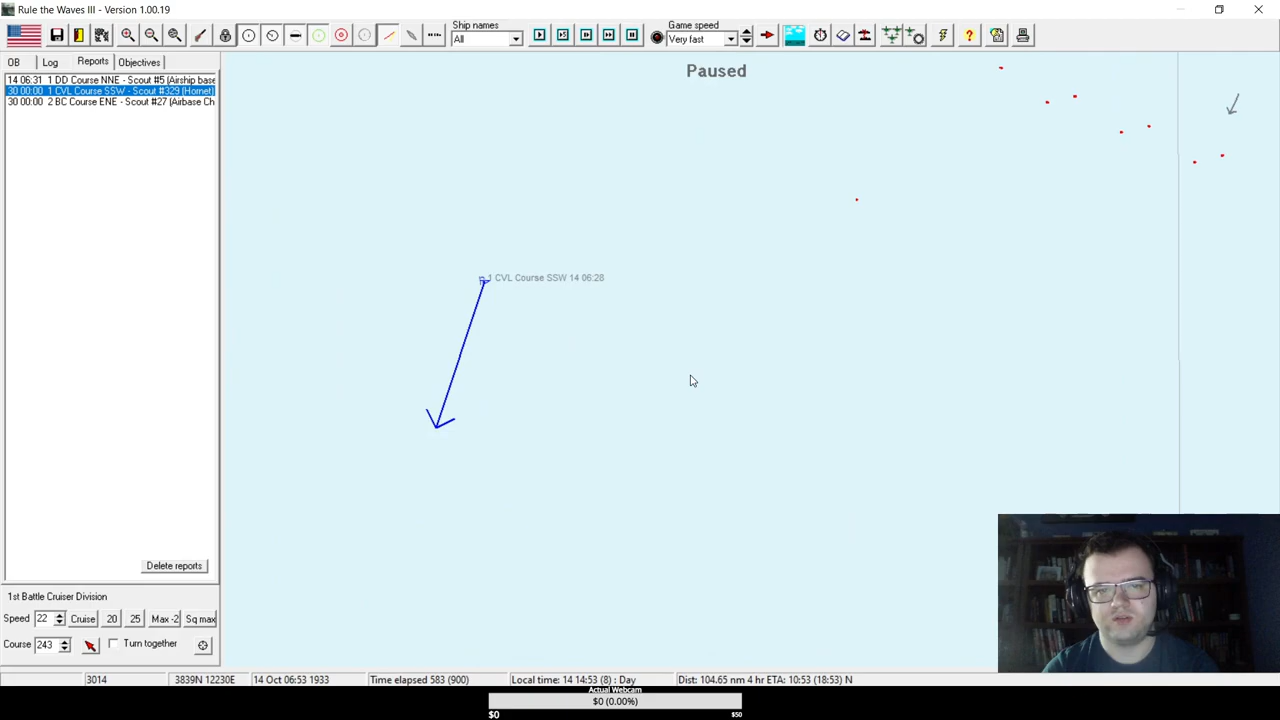 Rule the Waves III - Version 1.00.19
Ship names
All
Game speed
Very fast
OB Log Reports Objectives
14 06:31 1 DD Course NNE - Scout #5 (Airship base
30 00:00 1 CVL Course SSW - Scout #329 (Hornet)
30 00:00 2 BC Course ENE - Scout #27 (Airbase Ch
Paused
1 CVL Course SSW 14 06:28
Delete reports
1st Battle Cruiser Division
Speed 22 Cruise 20 25 Max -2 Sq max
Course 243 Turn together
3014 3839N 12230E 14 Oct 06:53 1933 Time elapsed 583 (900) Local time: 14 14:53 (8) : Day Dist: 104.65 nm 4 hr ETA: 10:53 (18:53) N
Actual Webcam
$0 (0.00%)
$0 $50